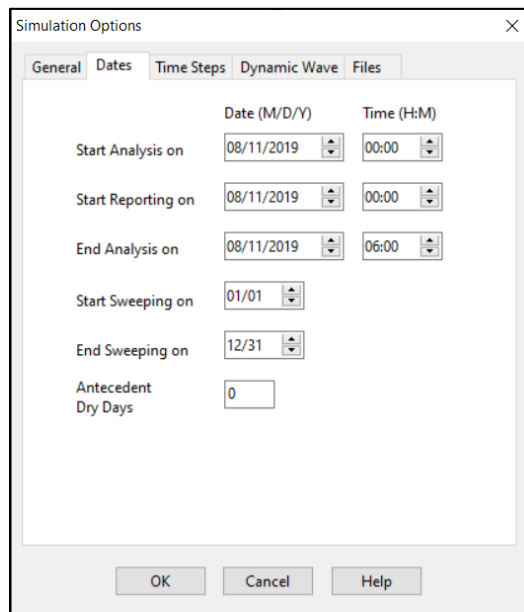 Simulation Options
General Dates Time Steps Dynamic Wave Files
Date (M/D/Y) Time (H:M)
Start Analysis on 08/11/2019 00:00
Start Reporting on 08/11/2019 00:00
End Analysis on 08/11/2019 06:00
Start Sweeping on 01/01
End Sweeping on 12/31
Antecedent
Dry Days 0
OK Cancel Help